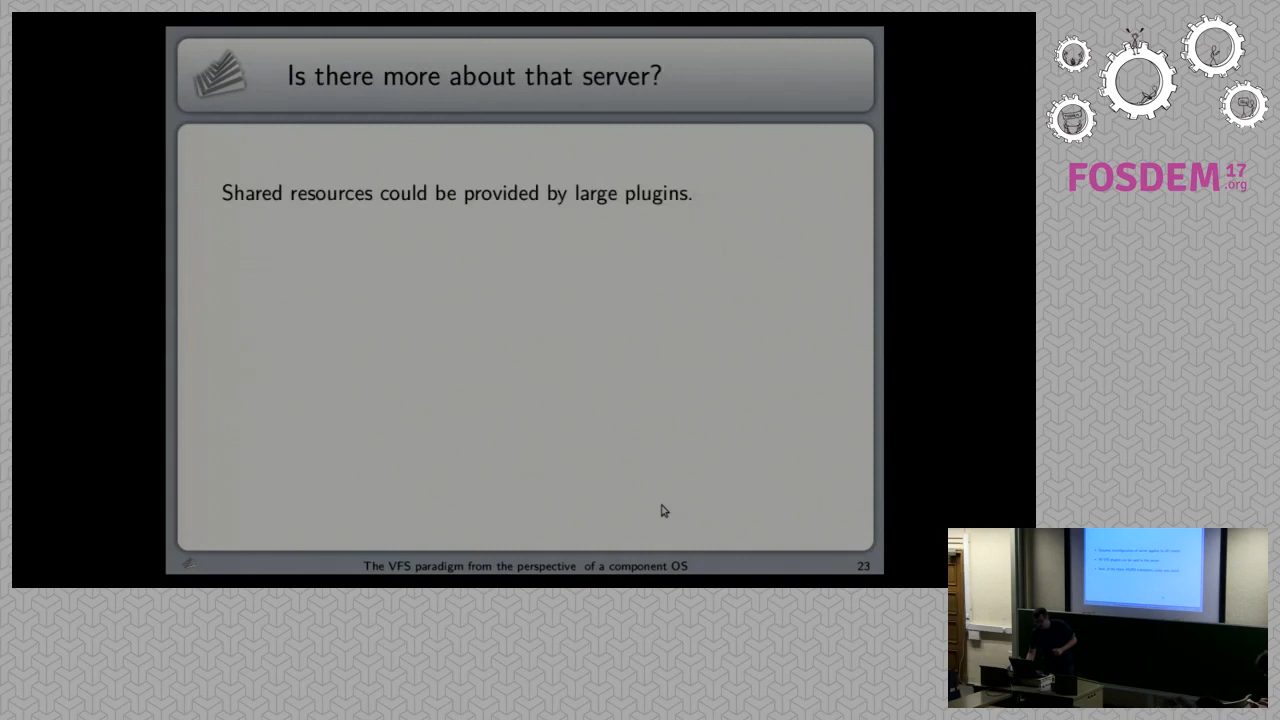 Is there more about that server?
Shared resources could be provided by large plugins.
The VFS paradigm from the perspective of a component OS 23
FOSDEM 17
.org